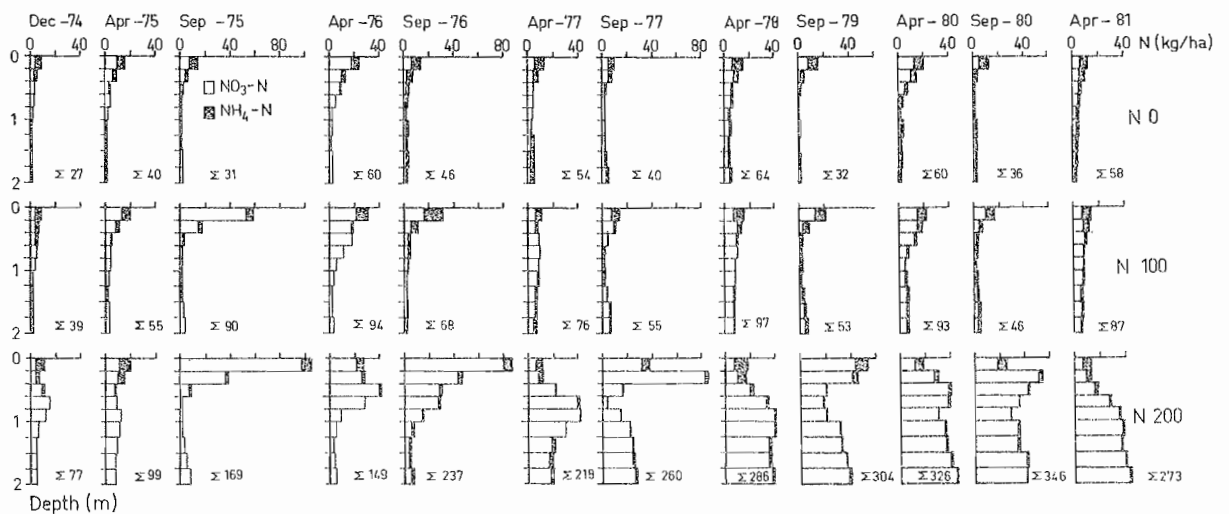 Dec -74 Apr -75 Sep -75 Apr -76 Sep -76 Apr-77 Sep -77 Apr -78 Sep -79 Apr - 80 Sep - 80 Apr - 81
0 40 0 40 0 40 80 0 40 0 40 80 0 40 0 40 80 0 40 0 40 0 40 0 40 0 40 N (kg/ha)
0
NO3-N
NH4-N
1 N 0
2 Σ 27 Σ 40 Σ 31 Σ 60 Σ 46 Σ 54 Σ 40 Σ 64 Σ 32 Σ 60 Σ 36 Σ 58
0
1 N 100
2 Σ 39 Σ 55 Σ 90 Σ 94 Σ 68 Σ 76 Σ 55 Σ 97 Σ 53 Σ 93 Σ 46 Σ 87
0
1 N 200
2 Σ 77 Σ 99 Σ 169 Σ 149 Σ 237 Σ 219 Σ 260 Σ 286 Σ 304 Σ 326 Σ 346 Σ 273
Depth (m)